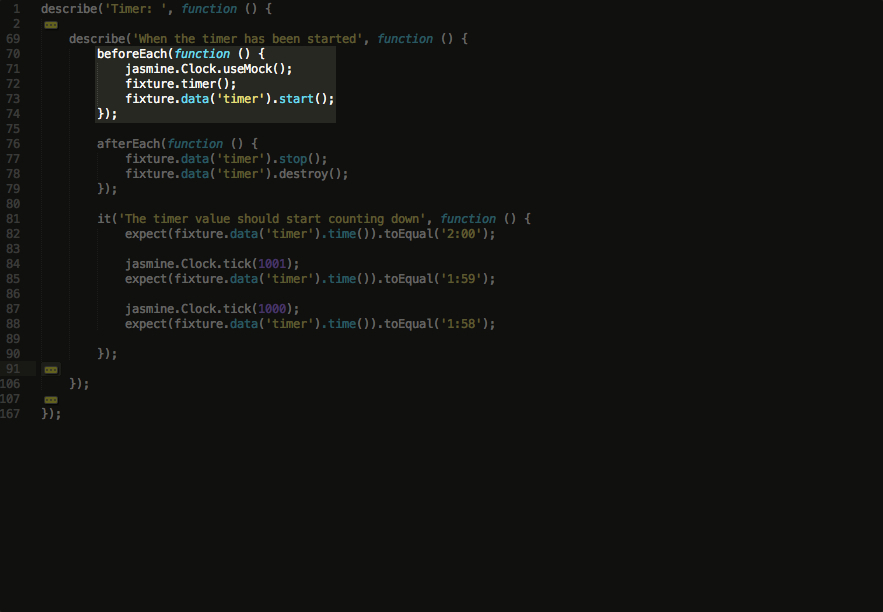 1 describe('Timer: ', function () {
2
69 describe('When the timer has been started', function () {
70 beforeEach(function () {
71 jasmine.Clock.useMock();
72 fixture.timer();
73 fixture.data('timer').start();
74 });
75
76 afterEach(function () {
77 fixture.data('timer').stop();
78 fixture.data('timer').destroy();
79 });
80
81 it('The timer value should start counting down', function () {
82 expect(fixture.data('timer').time()).toEqual('2:00');
83
84 jasmine.Clock.tick(1001);
85 expect(fixture.data('timer').time()).toEqual('1:59');
86
87 jasmine.Clock.tick(1000);
88 expect(fixture.data('timer').time()).toEqual('1:58');
89
90 });
91
106 });
107
167 });